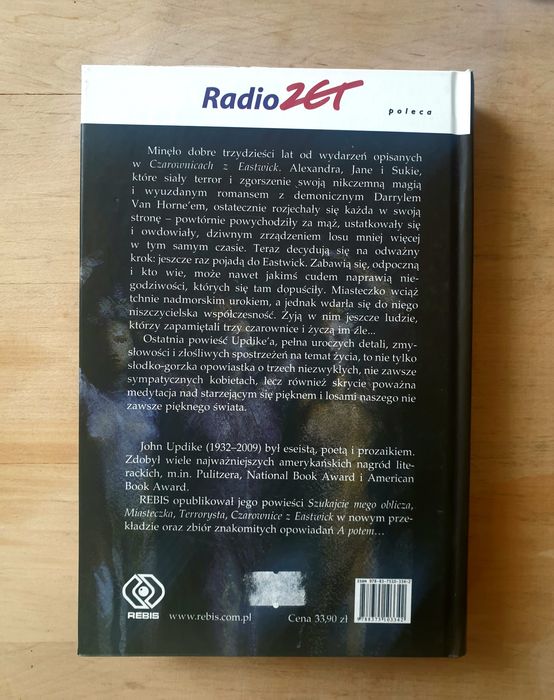 Radio ZET
poleca
Minęło dobre trzydzieści lat od wydarzeń opisanych
w Czarownicach z Eastwick. Alexandra, Jane i Sukie,
które siały terror i zgorszenie swoją nikczemną magią
i wyuzdanym romansem z demonicznym Darrylem
Van Horne'em, ostatecznie rozjechały się każda w swoją
stronę – powtórnie powychodziły za mąż, ustatkowały się
i owdowiały, dziwnym zrządzeniem losu mniej więcej
w tym samym czasie. Teraz decydują się na odważny
krok: jeszcze raz pojadą do Eastwick. Zabawią się, odpoczną
i kto wie, może nawet jakimś cudem naprawią nie-
godziwości, których się tam dopuściły. Miasteczko wciąż
tchnie nadmorskim urokiem, a jednak wdarła się do niego
niszczycielska współczesność. Żyją w nim jeszcze ludzie,
którzy zapamiętali trzy czarownice i życzą im źle...
Ostatnia powieść Updike'a, pełna uroczych detali, zmy-
słowości i złośliwych spostrzeżeń na temat życia, to nie tylko
słodko-gorzka opowiastka o trzech niezwykłych, nie zawsze
sympatycznych kobietach, lecz również skrycie poważna
medytacja nad starzejącym się pięknem i losami naszego nie
zawsze pięknego świata.
John Updike (1932–2009) był eseistą, poetą i prozaikiem.
Zdobył wiele najważniejszych amerykańskich nagród lite-
rackich, m.in. Pulitzera, National Book Award i American
Book Award.
REBIS opublikował jego powieści Szukajcie mego oblicza,
Miasteczka, Terrorysta, Czarownice z Eastwick w nowym prze-
kładzie oraz zbiór znakomitych opowiadań A potem...
REBIS
www.rebis.com.pl
Cena 33,90 zł
ISBN 978-83-7510-334-2
9 788375 103342